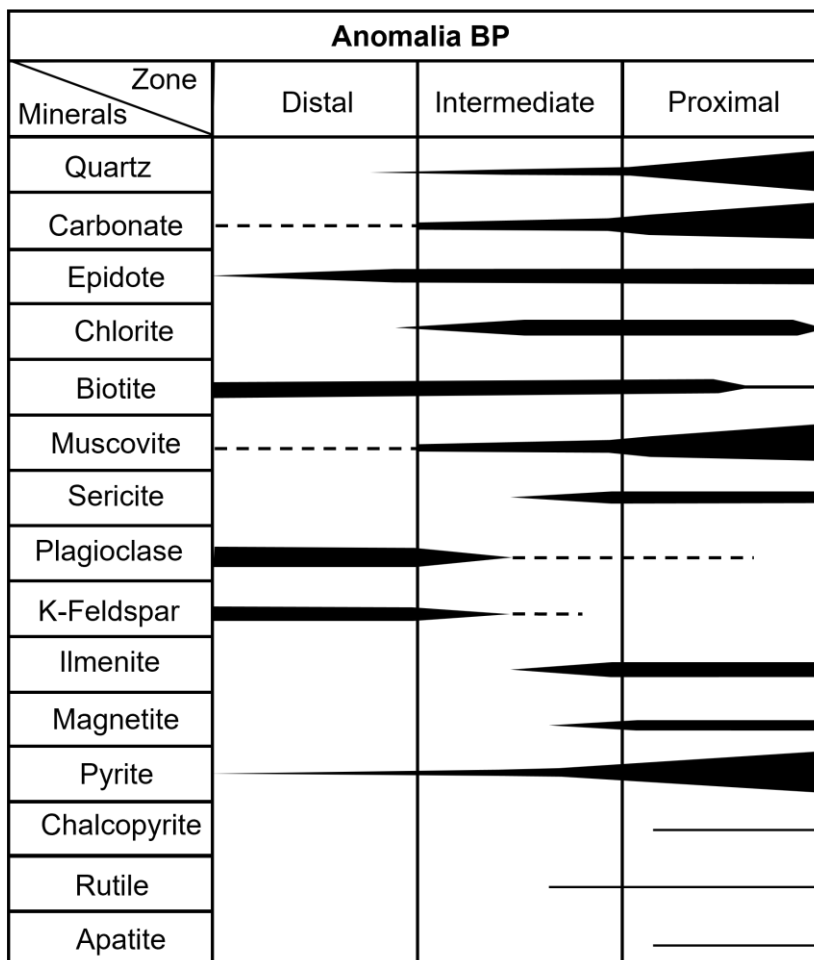 Anomalia BP
Zone
Minerals
Distal
Intermediate
Proximal
Quartz
Carbonate
Epidote
Chlorite
Biotite
Muscovite
Sericite
Plagioclase
K-Feldspar
Ilmenite
Magnetite
Pyrite
Chalcopyrite
Rutile
Apatite